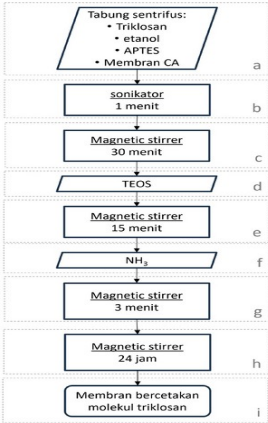 Tabung sentrifus:
• Triklosan
• etanol
• APTES
• Membran CA
a
sonikator
1 menit
b
Magnetic stirrer
30 menit
c
TEOS
d
Magnetic stirrer
15 menit
e
NH₃
f
Magnetic stirrer
3 menit
g
Magnetic stirrer
24 jam
h
Membran bercetakan
molekul triklosan
i